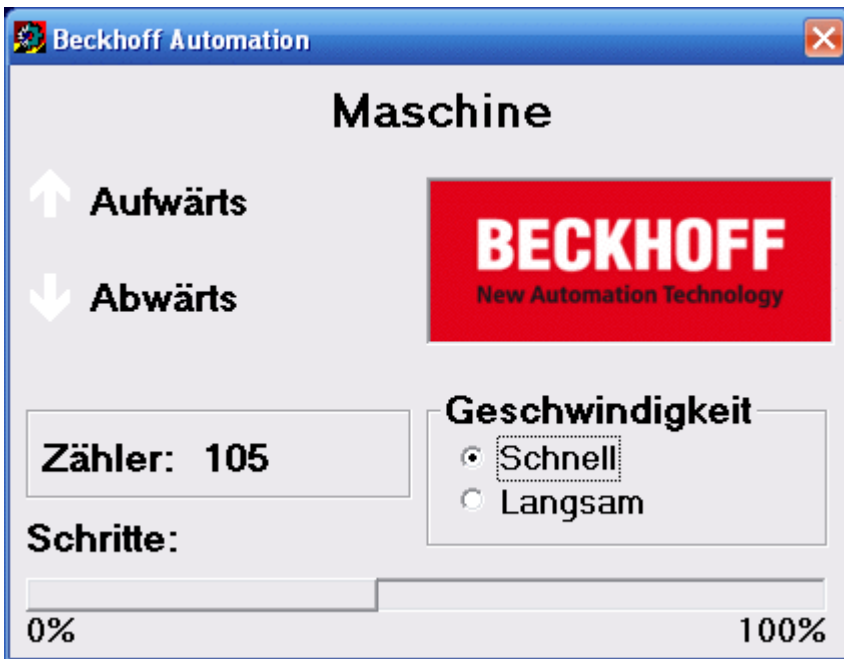 Beckhoff Automation
Maschine
Aufwärts
Abwärts
BECKHOFF
New Automation Technology
Zähler: 105
Geschwindigkeit
Schnell
Langsam
Schritte:
0%
100%